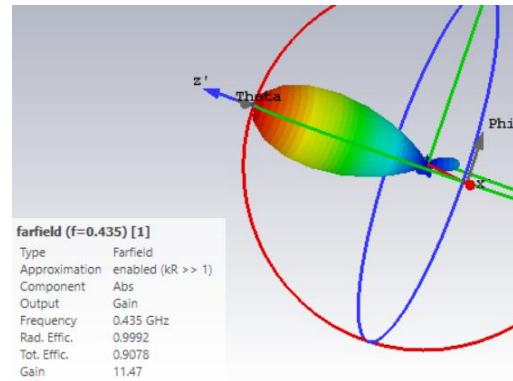 z'
Theta
Phi
x
farfield (f=0.435) [1]
Type Farfield
Approximation enabled (kR >> 1)
Component Abs
Output Gain
Frequency 0.435 GHz
Rad. Effic. 0.9992
Tot. Effic. 0.9078
Gain 11.47